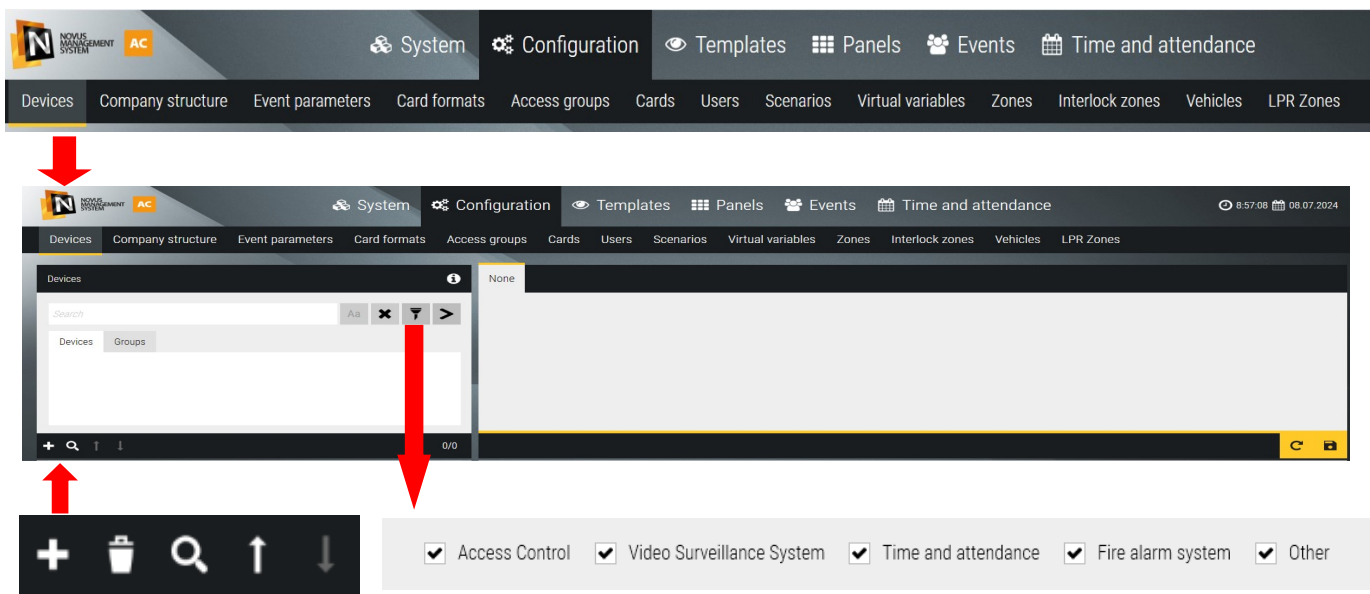 NOVUS
MANAGEMENT
SYSTEM
AC
System Configuration Templates Panels Events Time and attendance
Devices Company structure Event parameters Card formats Access groups Cards Users Scenarios Virtual variables Zones Interlock zones Vehicles LPR Zones
NOVUS
MANAGEMENT
SYSTEM
AC
System Configuration Templates Panels Events Time and attendance 8:57:08 08.07.2024
Devices Company structure Event parameters Card formats Access groups Cards Users Scenarios Virtual variables Zones Interlock zones Vehicles LPR Zones
Devices None
Search Aa
Devices Groups
0/0
Access Control Video Surveillance System Time and attendance Fire alarm system Other